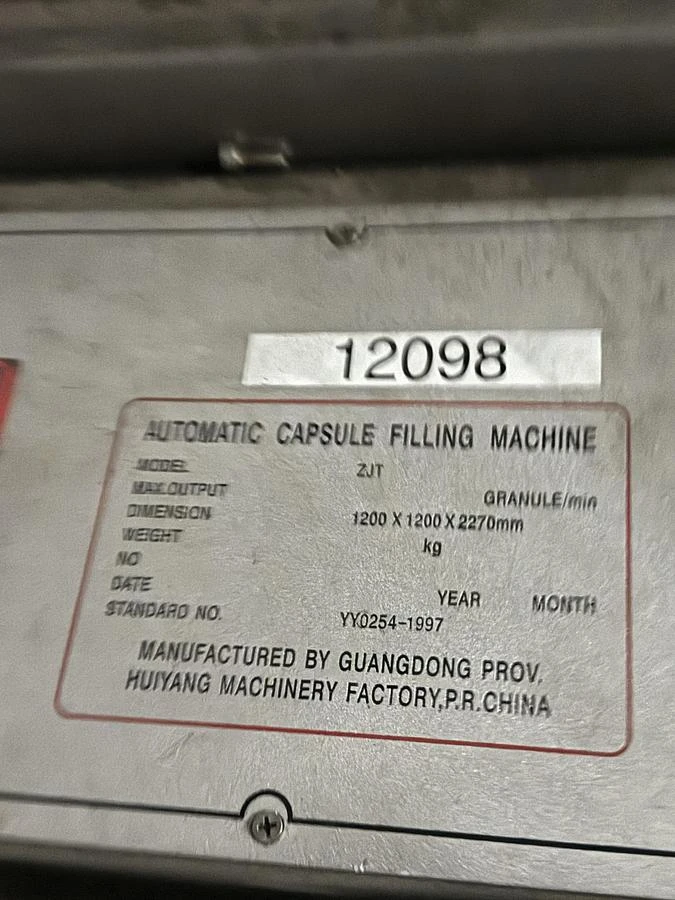 12098
AUTOMATIC CAPSULE FILLING MACHINE
MODEL ZJT
MAX.OUTPUT GRANULE/min
DIMENSION 1200 X 1200 X 2270mm
WEIGHT kg
NO
DATE YEAR MONTH
STANDARD NO. YY0254-1997
MANUFACTURED BY GUANGDONG PROV.
HUIYANG MACHINERY FACTORY,P.R.CHINA